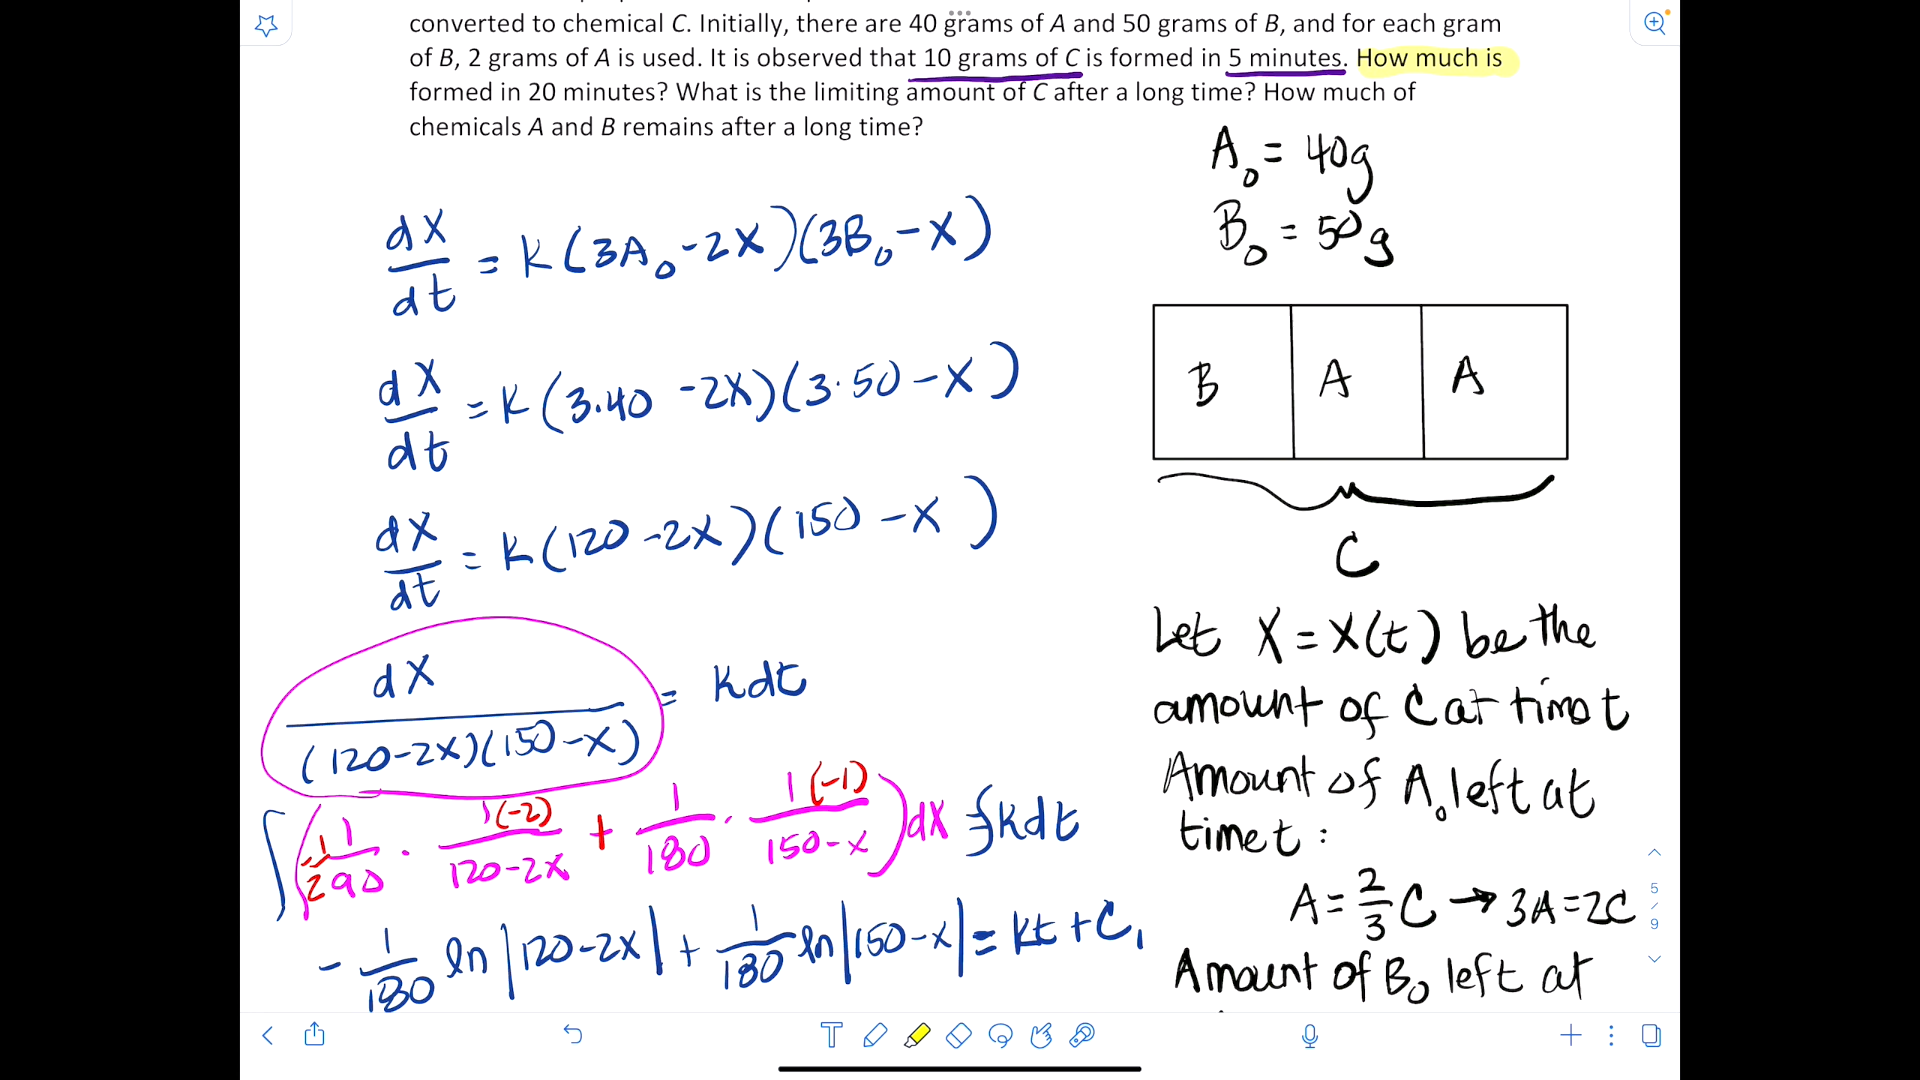 converted to chemical C. Initially, there are 40 grams of A and 50 grams of B, and for each gram
of B, 2 grams of A is used. It is observed that 10 grams of C is formed in 5 minutes. How much is
formed in 20 minutes? What is the limiting amount of C after a long time? How much of
chemicals A and B remains after a long time?
dX/dt = K(3A₀-2X)(3B₀-X)
dX/dt = K(3·40-2X)(3·50-X)
dX/dt = K(120-2X)(150-X)
dX/(120-2X)(150-X) = Kdt
∫(-1/2 1/90 · 1(-2)/120-2X + 1/180 · 1(-1)/150-X)dX = ∫Kdt
-1/180 ln|120-2X| + 1/180 ln|150-X| = Kt + C₁
A₀ = 40g
B₀ = 50g
B A A
C
Let X = X(t) be the
amount of C at time t
Amount of A₀ left at
time t:
A = 2/3 C → 3A = 2C
Amount of B₀ left at
5
/
9
T